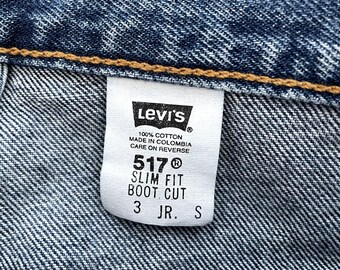 LEVI'S ®
100% COTTON
MADE IN COLOMBIA
CARE ON REVERSE
517®
SLIM FIT
BOOT CUT
3 JR. S